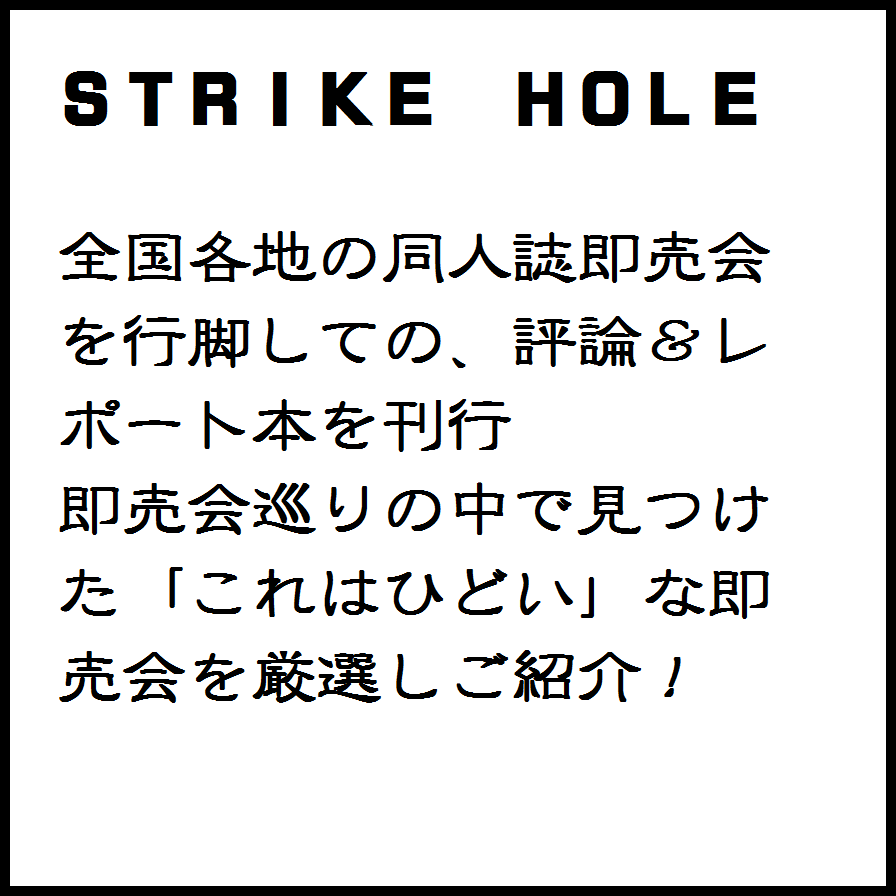 STRIKE HOLE
全国各地の同人誌即売会
を行脚しての、評論＆レ
ポート本を刊行
即売会巡りの中で見つけ
た「これはひどい」な即
売会を厳選しご紹介！